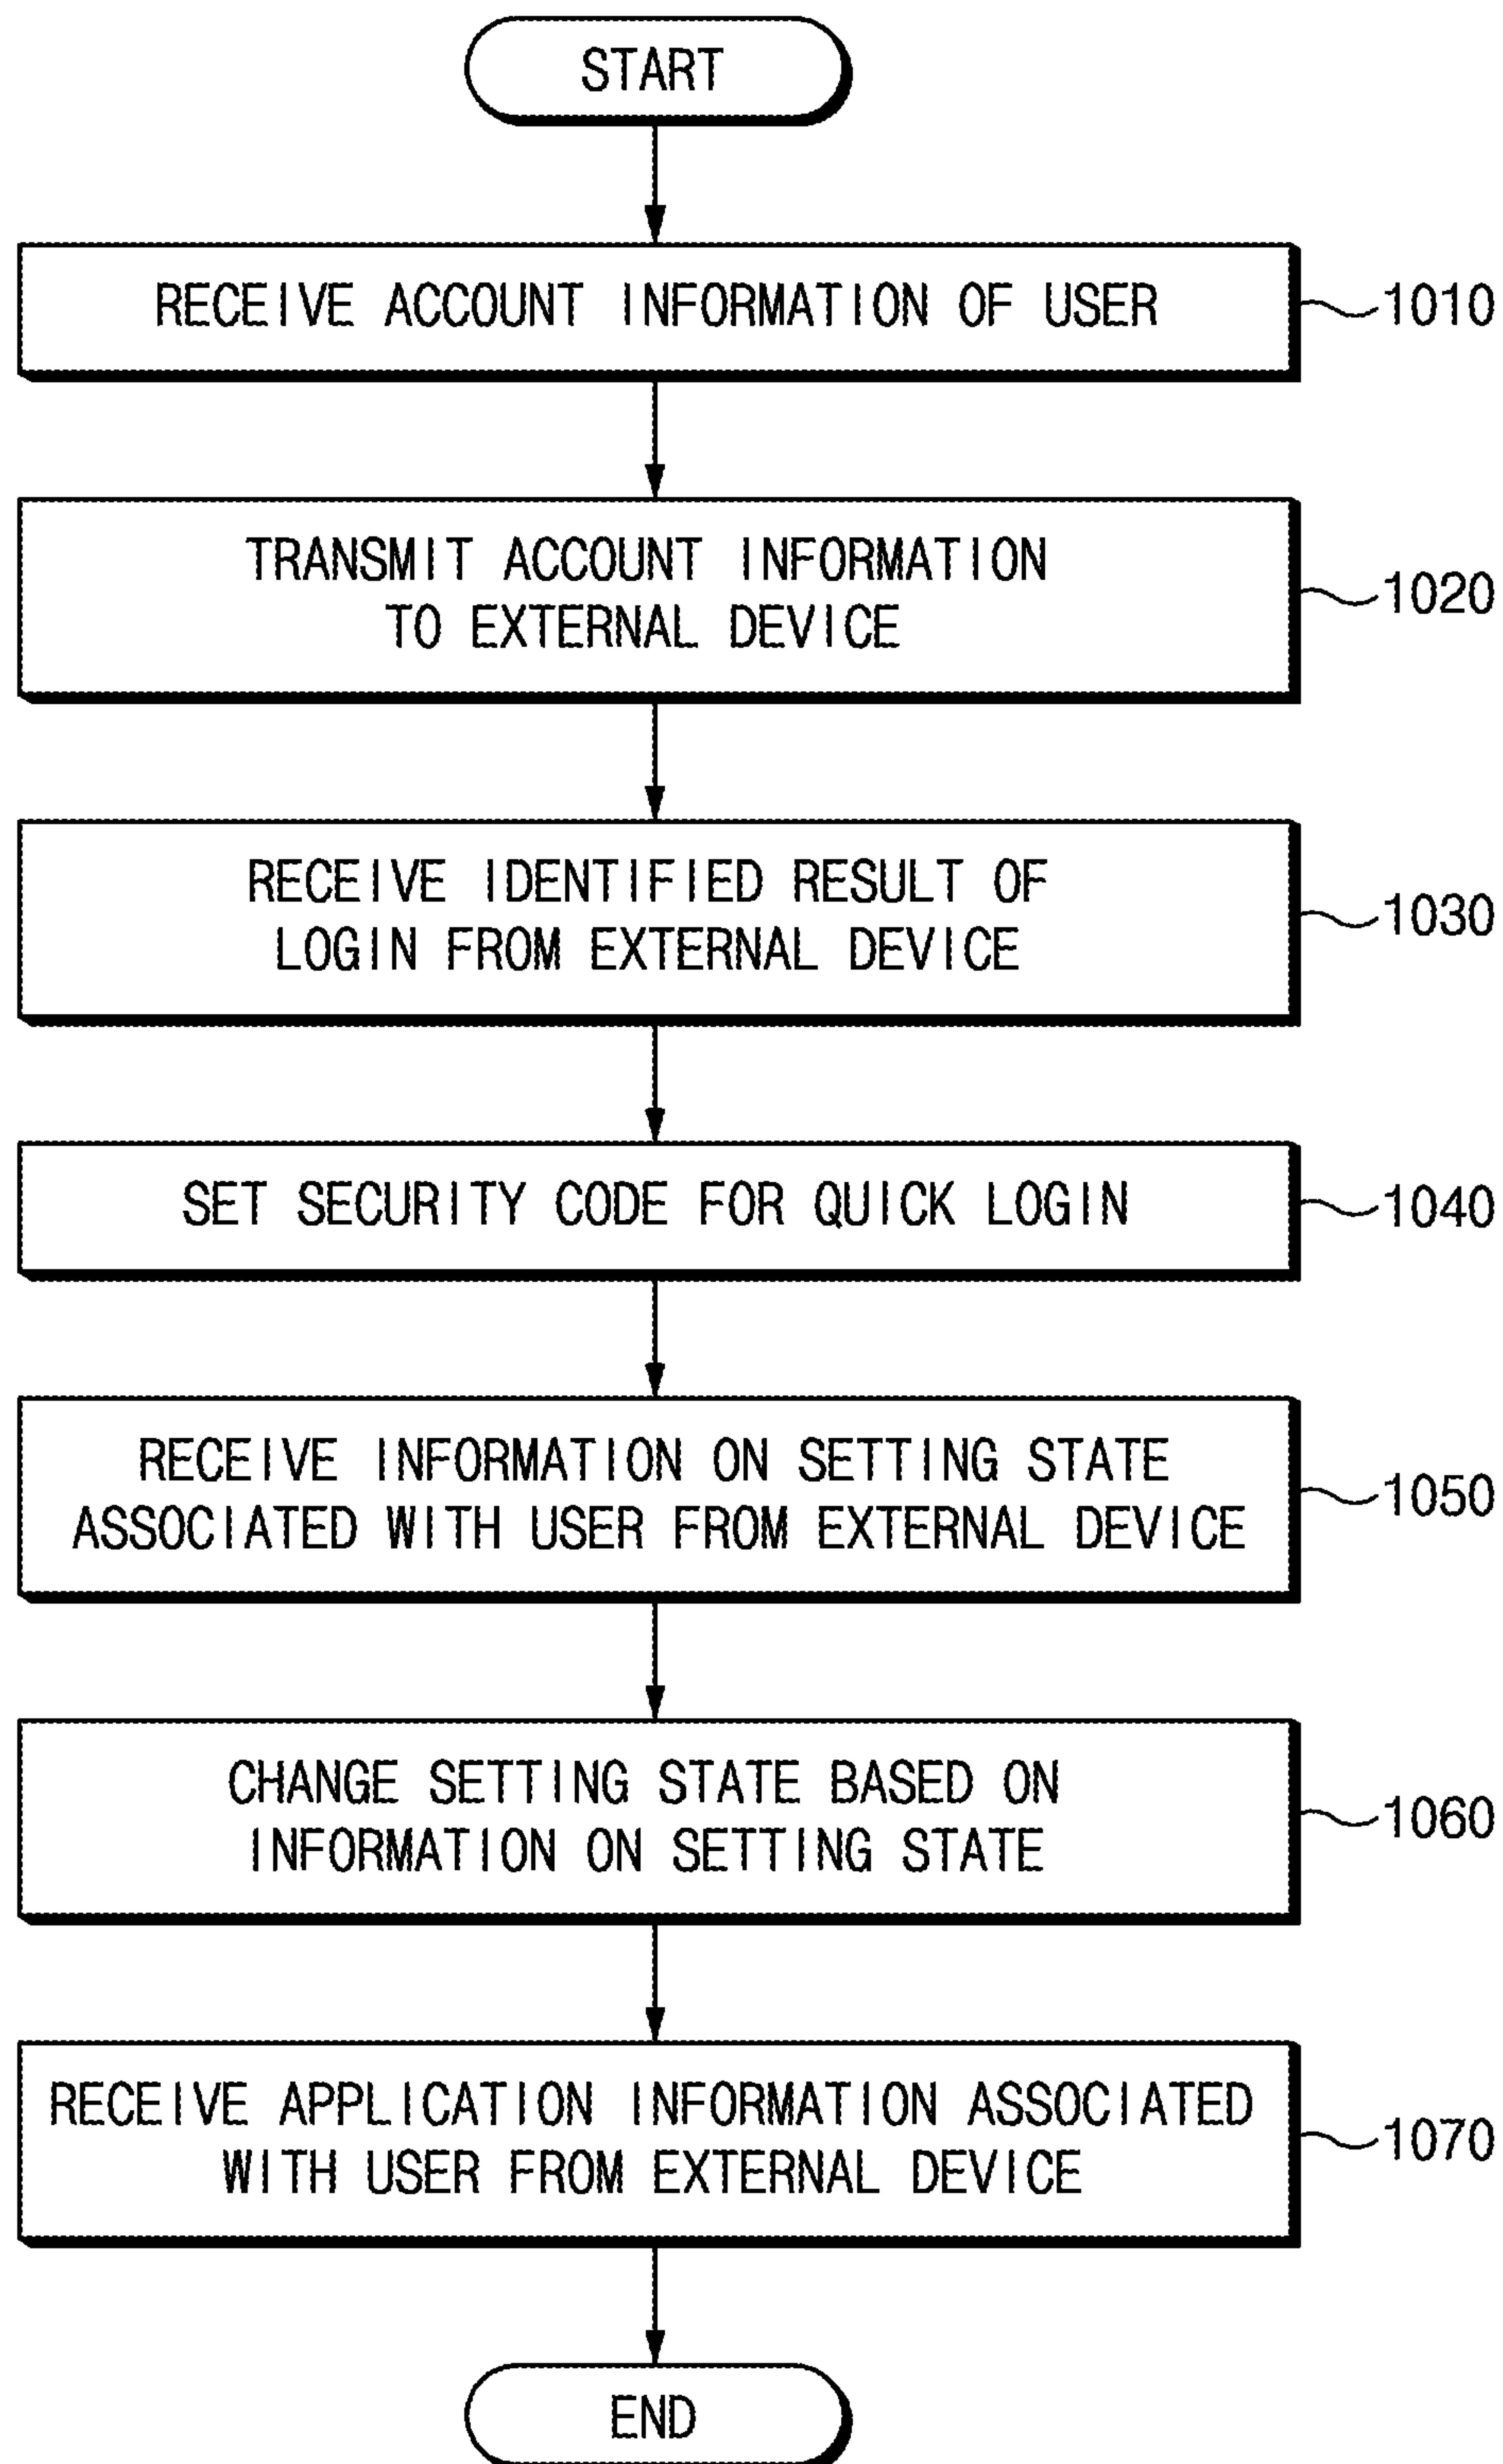 START
RECEIVE ACCOUNT INFORMATION OF USER
1010
TRANSMIT ACCOUNT INFORMATION
TO EXTERNAL DEVICE
1020
RECEIVE IDENTIFIED RESULT OF
LOGIN FROM EXTERNAL DEVICE
1030
SET SECURITY CODE FOR QUICK LOGIN
1040
RECEIVE INFORMATION ON SETTING STATE
ASSOCIATED WITH USER FROM EXTERNAL DEVICE
1050
CHANGE SETTING STATE BASED ON
INFORMATION ON SETTING STATE
1060
RECEIVE APPLICATION INFORMATION ASSOCIATED
WITH USER FROM EXTERNAL DEVICE
1070
END